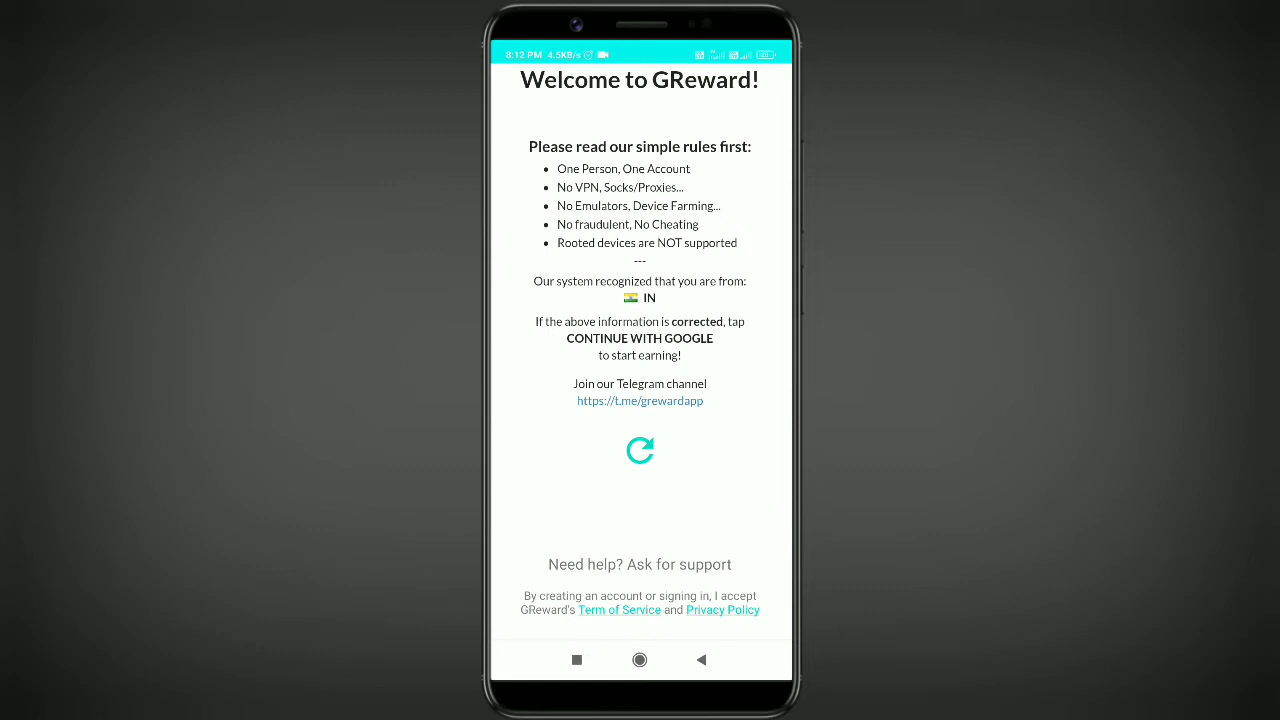 8:12 PM 4.5KB/s
Welcome to GReward!
Please read our simple rules first:
• One Person, One Account
• No VPN, Socks/Proxies...
• No Emulators, Device Farming...
• No fraudulent, No Cheating
• Rooted devices are NOT supported
---
Our system recognized that you are from:
IN
If the above information is corrected, tap
CONTINUE WITH GOOGLE
to start earning!
Join our Telegram channel
https://t.me/grewardapp
Need help? Ask for support
By creating an account or signing in, I accept
GReward's Term of Service and Privacy Policy